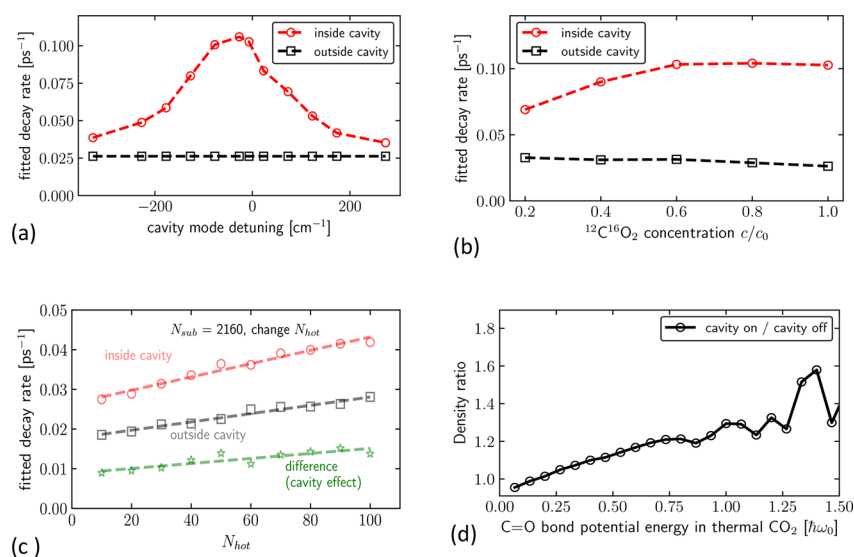 0.100
0.075
0.050
0.025
0.000
fitted decay rate [ps⁻¹]
inside cavity
outside cavity
−200
0
200
cavity mode detuning [cm⁻¹]
(a)
0.10
0.05
0.00
fitted decay rate [ps⁻¹]
inside cavity
outside cavity
0.2
0.4
0.6
0.8
1.0
¹²C¹⁶O₂ concentration c/c₀
(b)
0.05
0.04
0.03
0.02
0.01
0.00
fitted decay rate [ps⁻¹]
N_sub = 2160, change N_hot
inside cavity
outside cavity
difference
(cavity effect)
0
20
40
60
80
100
N_hot
(c )
1.8
1.6
1.4
1.2
1.0
Density ratio
cavity on / cavity off
0.00
0.25
0.50
0.75
1.00
1.25
1.50
C=O bond potential energy in thermal CO₂ [ℏω₀]
(d)